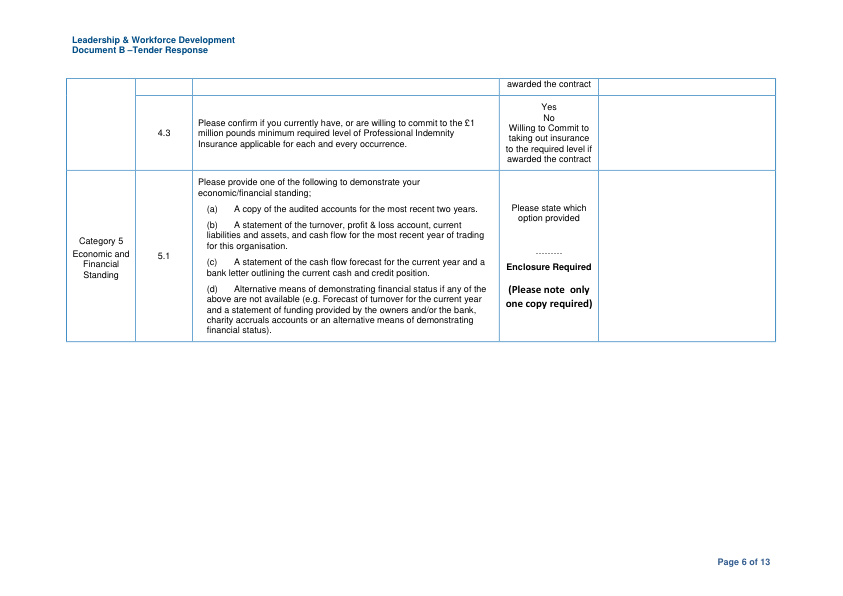 Leadership & Workforce Development
Document B –Tender Response
awarded the contract
4.3
Please confirm if you currently have, or are willing to commit to the £1
million pounds minimum required level of Professional Indemnity
Insurance applicable for each and every occurrence.
Yes
No
Willing to Commit to
taking out insurance
to the required level if
awarded the contract
Category 5
Economic and
Financial
Standing
5.1
Please provide one of the following to demonstrate your
economic/financial standing;
(a) A copy of the audited accounts for the most recent two years.
(b) A statement of the turnover, profit & loss account, current
liabilities and assets, and cash flow for the most recent year of trading
for this organisation.
(c) A statement of the cash flow forecast for the current year and a
bank letter outlining the current cash and credit position.
(d) Alternative means of demonstrating financial status if any of the
above are not available (e.g. Forecast of turnover for the current year
and a statement of funding provided by the owners and/or the bank,
charity accruals accounts or an alternative means of demonstrating
financial status).
Please state which
option provided
---------
Enclosure Required
(Please note only
one copy required)
Page 6 of 13